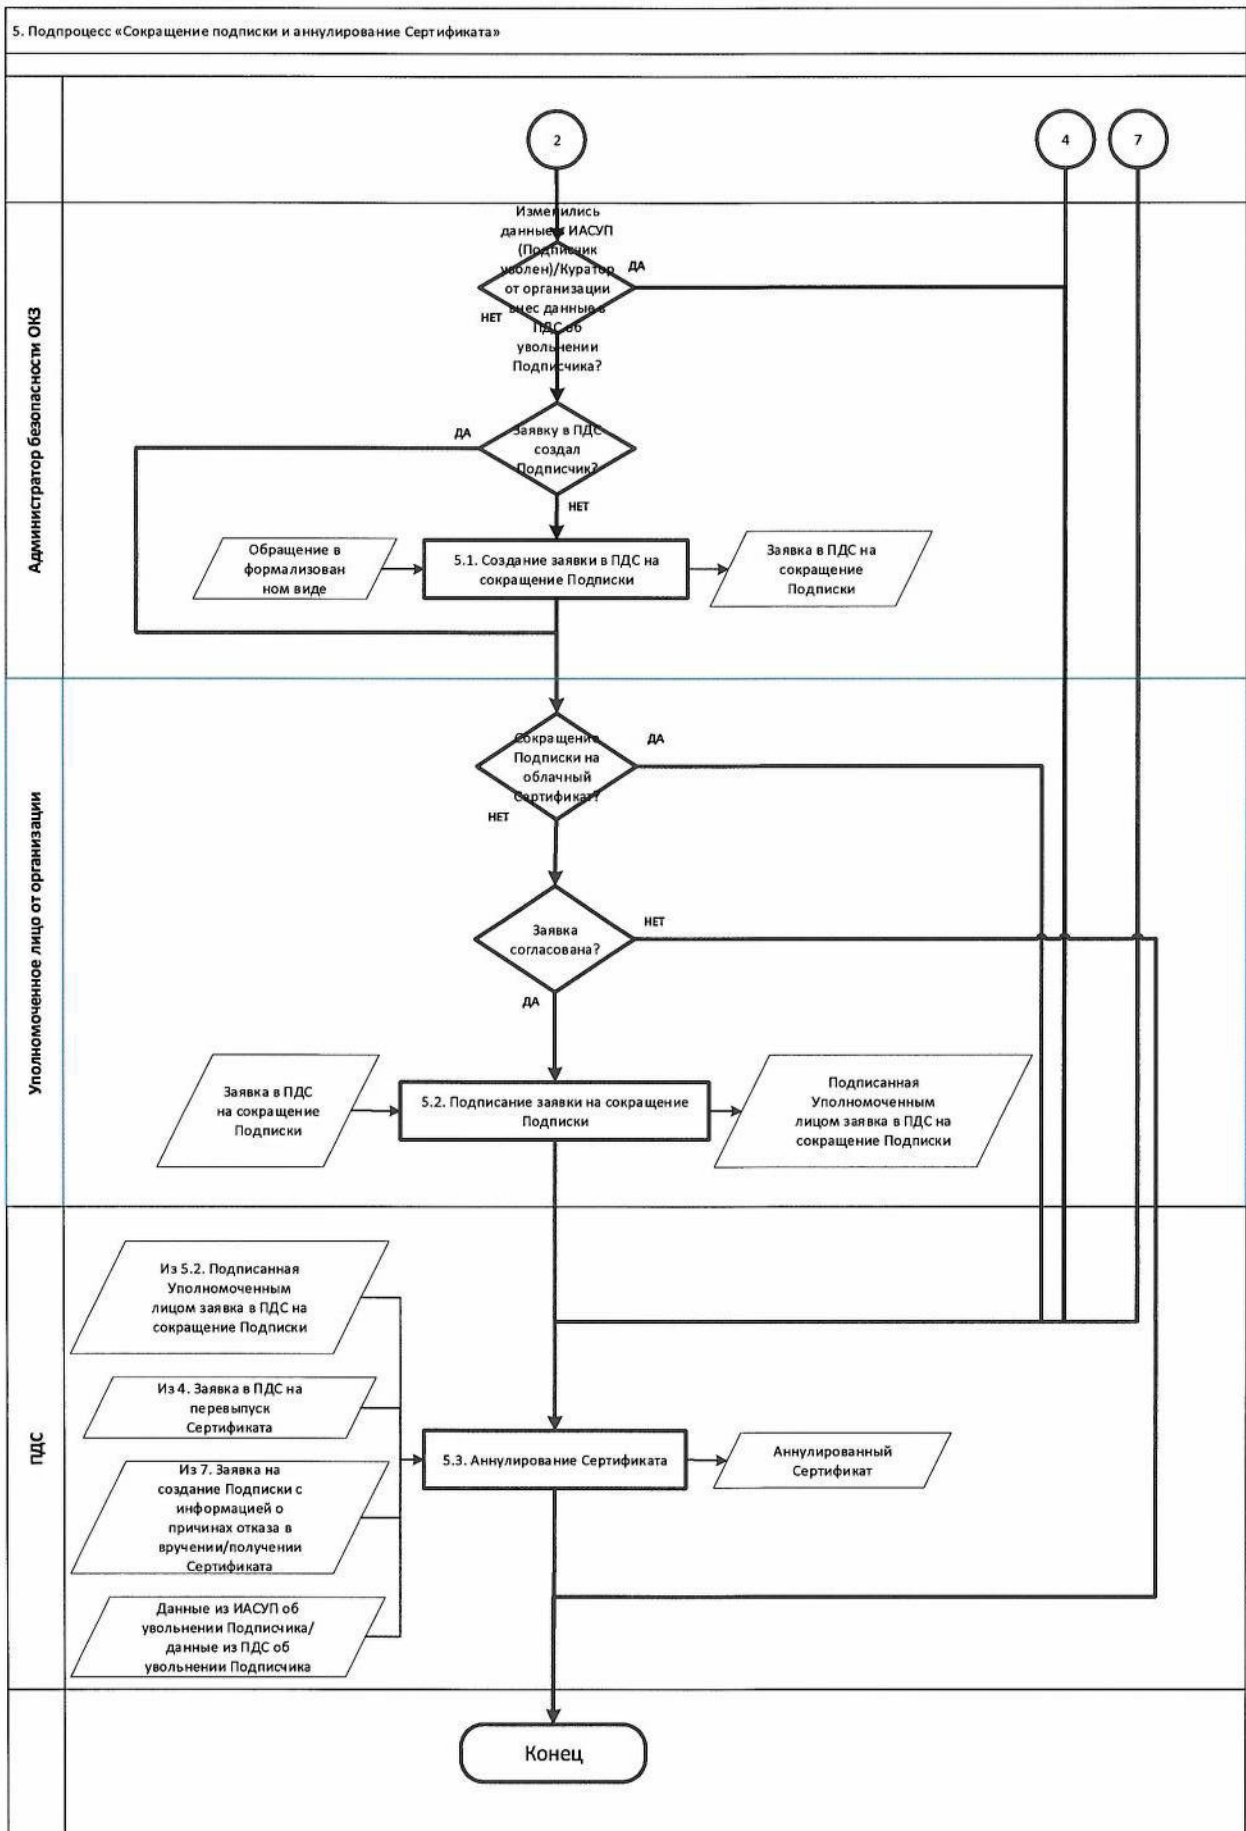 5. Подпроцесс «Сокращение подписки и аннулирование Сертификата»
2
4
7
Администратор безопасности ОКЗ
Изменились
данные в ИАСУП
(Подписчик
уволен)/Куратор
от организации
внес данные в
ПДС об
увольнении
Подписчика?
ДА
НЕТ
Заявку в ПДС
создал
Подписчик?
ДА
НЕТ
Обращение в
формализован
ном виде
5.1. Создание заявки в ПДС на
сокращение Подписки
Заявка в ПДС на
сокращение
Подписки
Уполномоченное лицо от организации
Сокращение
Подписки на
облачный
Сертификат?
ДА
НЕТ
Заявка
согласована?
НЕТ
ДА
Заявка в ПДС
на сокращение
Подписки
5.2. Подписание заявки на сокращение
Подписки
Подписанная
Уполномоченным
лицом заявка в ПДС на
сокращение Подписки
ПДС
Из 5.2. Подписанная
Уполномоченным
лицом заявка в ПДС на
сокращение Подписки
Из 4. Заявка в ПДС на
перевыпуск
Сертификата
Из 7. Заявка на
создание Подписки с
информацией о
причинах отказа в
вручении/получении
Сертификата
Данные из ИАСУП об
увольнении Подписчика/
данные из ПДС об
увольнении Подписчика
5.3. Аннулирование Сертификата
Аннулированный
Сертификат
Конец